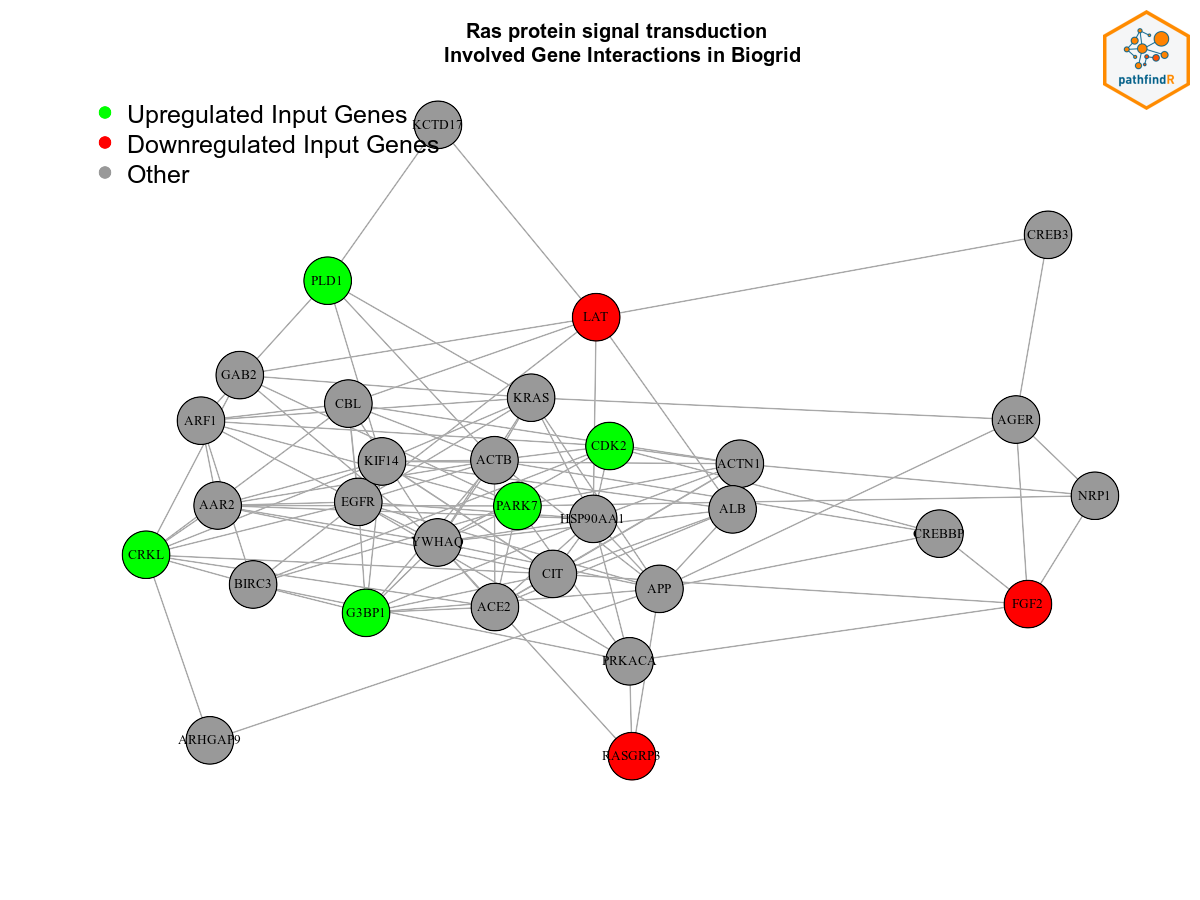 Ras protein signal transduction
Involved Gene Interactions in Biogrid
pathfindR
Upregulated Input Genes
Downregulated Input Genes
Other
KCTD17
CREB3
PLD1
LAT
GAB2
CBL
KRAS
ARF1
AGER
CDK2
KIF14
ACTB
ACTN1
NRP1
AAR2
EGFR
PARK7
ALB
HSP90AA1
CREBBP
YWHAQ
CRKL
CIT
BIRC3
APP
FGF2
G3BP1
ACE2
PRKACA
ARHGAP9
RASGRP3